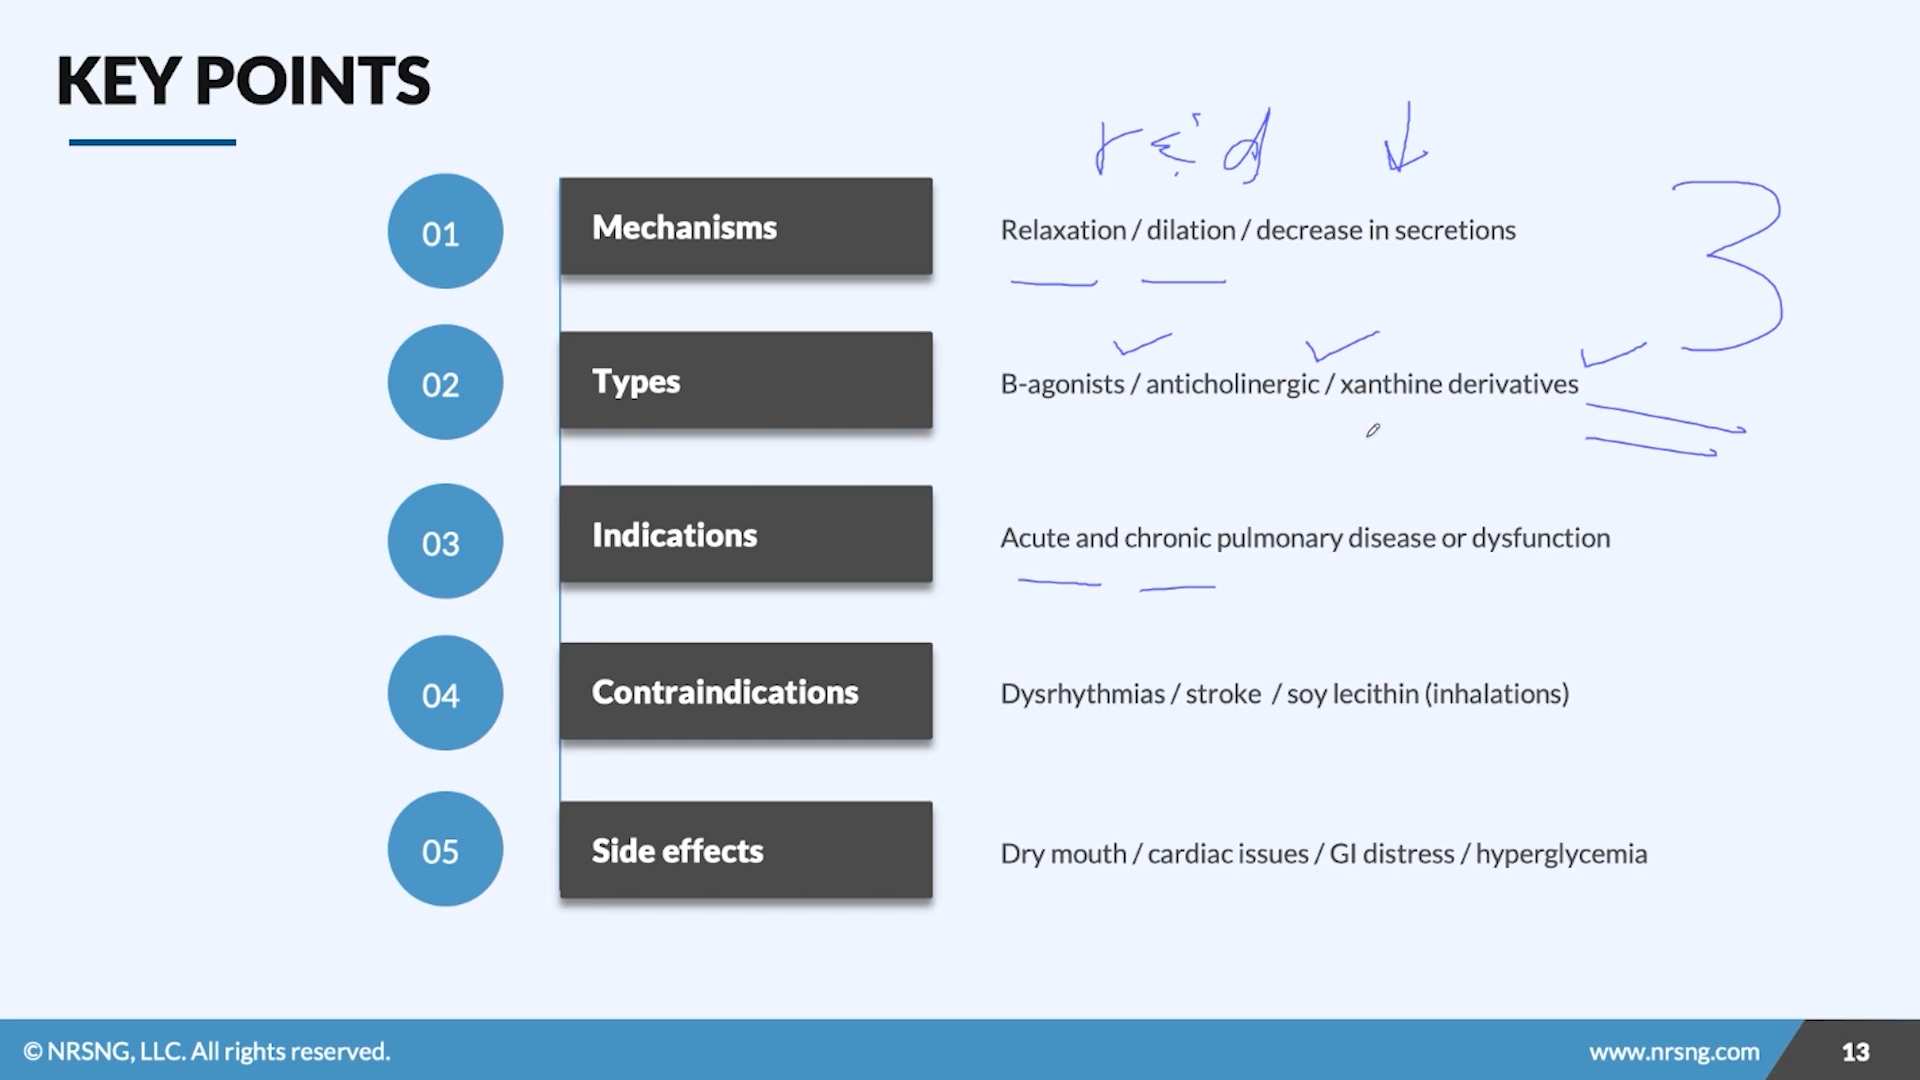 KEY POINTS
r & d
01 Mechanisms Relaxation / dilation / decrease in secretions
3
02 Types B-agonists / anticholinergic / xanthine derivatives
03 Indications Acute and chronic pulmonary disease or dysfunction
04 Contraindications Dysrhythmias / stroke / soy lecithin (inhalations)
05 Side effects Dry mouth / cardiac issues / GI distress / hyperglycemia
© NRSNG, LLC. All rights reserved. www.nrsng.com 13